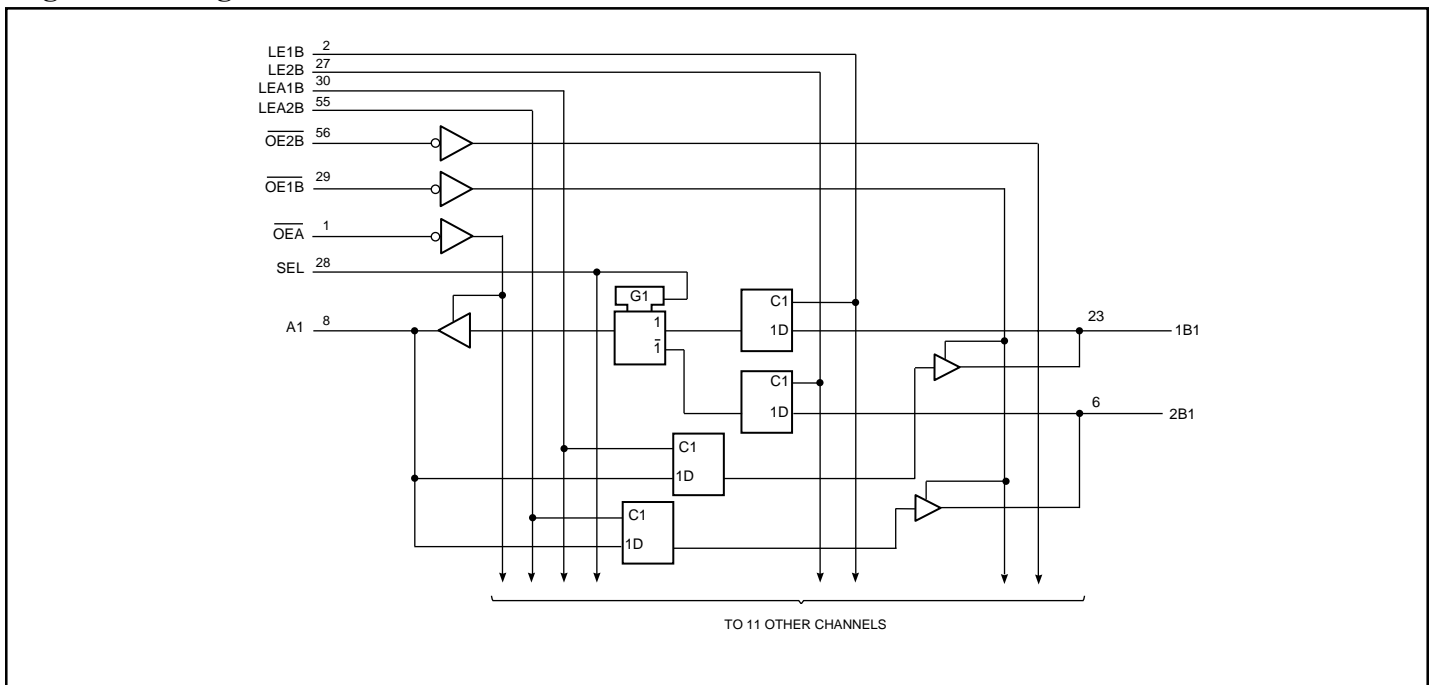 LE1B 2
LE2B 27
LEA1B 30
LEA2B 55
OE2B 56
OE1B 29
OEA 1
SEL 28
G1
A1 8
1
1
C1
1D
23
1B1
C1
1D
6
2B1
C1
1D
C1
1D
TO 11 OTHER CHANNELS